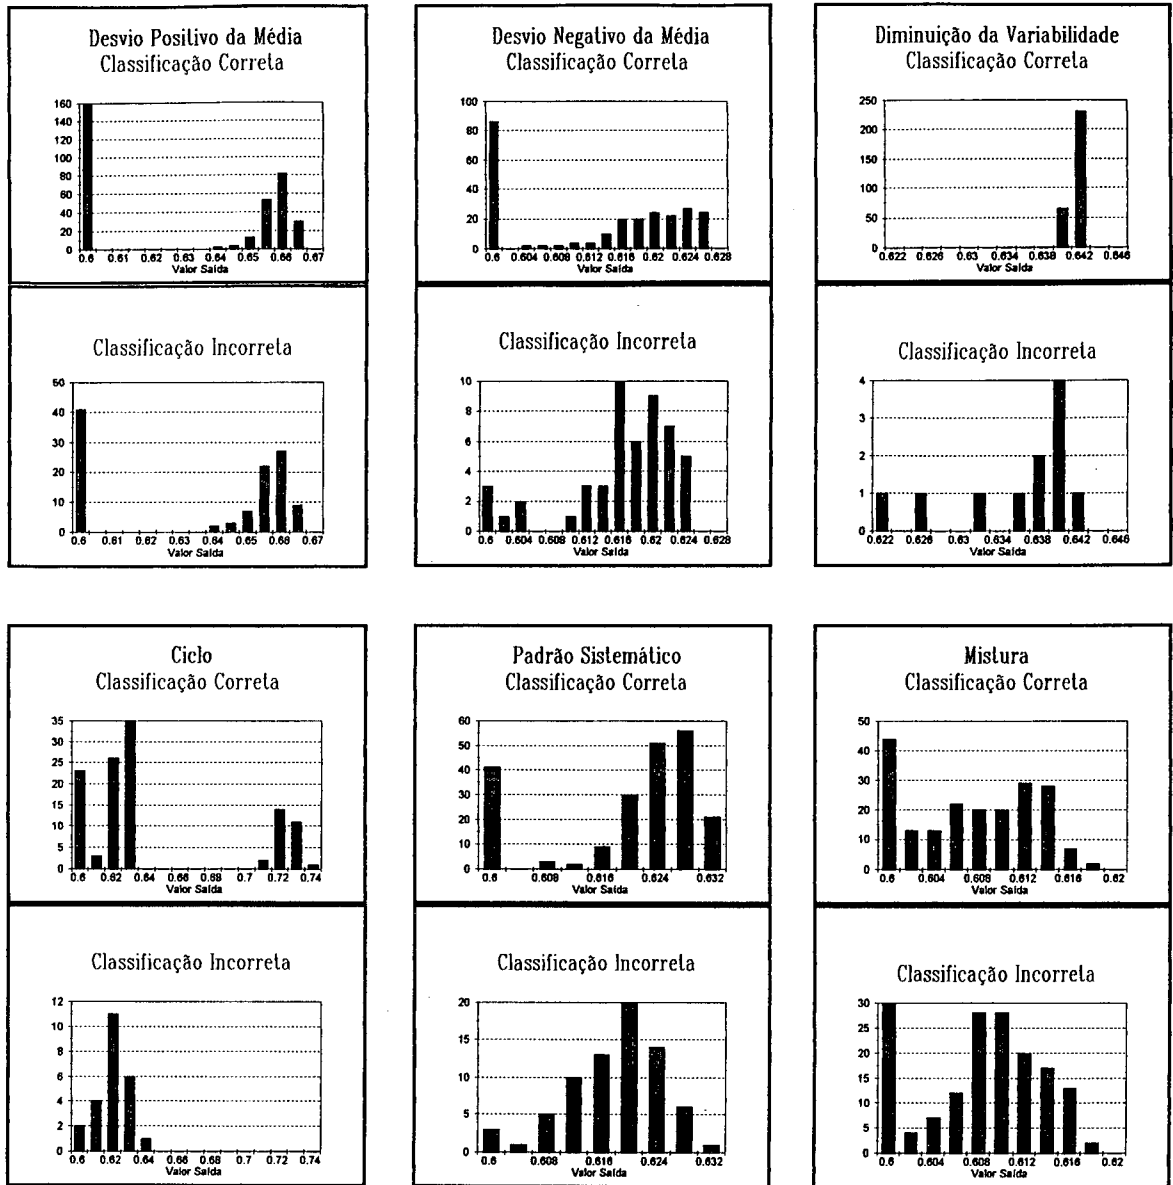 Desvio Positivo da Média
Classificação Correta
160
140
120
100
80
60
40
20
0
0.6 0.61 0.62 0.63 0.64 0.65 0.66 0.67
Valor Saída
Classificação Incorreta
50
40
30
20
10
0
0.6 0.61 0.62 0.63 0.64 0.65 0.66 0.67
Valor Saída
Desvio Negativo da Média
Classificação Correta
100
80
60
40
20
0
0.6 0.604 0.608 0.612 0.616 0.62 0.624 0.628
Valor Saída
Classificação Incorreta
10
8
6
4
2
0
0.6 0.604 0.608 0.612 0.616 0.62 0.624 0.628
Valor Saída
Diminuição da Variabilidade
Classificação Correta
250
200
150
100
50
0
0.622 0.626 0.63 0.634 0.638 0.642 0.646
Valor Saída
Classificação Incorreta
4
3
2
1
0
0.622 0.626 0.63 0.634 0.638 0.642 0.646
Valor Saída
Ciclo
Classificação Correta
35
30
25
20
15
10
5
0
0.6 0.62 0.64 0.66 0.68 0.7 0.72 0.74
Valor Saída
Classificação Incorreta
12
10
8
6
4
2
0
0.6 0.62 0.64 0.66 0.68 0.7 0.72 0.74
Valor Saída
Padrão Sistemático
Classificação Correta
60
50
40
30
20
10
0
0.6 0.608 0.616 0.624 0.632
Valor Saída
Classificação Incorreta
20
15
10
5
0
0.6 0.608 0.616 0.624 0.632
Valor Saída
Mistura
Classificação Correta
50
40
30
20
10
0
0.6 0.604 0.608 0.612 0.616 0.62
Valor Saída
Classificação Incorreta
30
25
20
15
10
5
0
0.6 0.604 0.608 0.612 0.616 0.62
Valor Saída